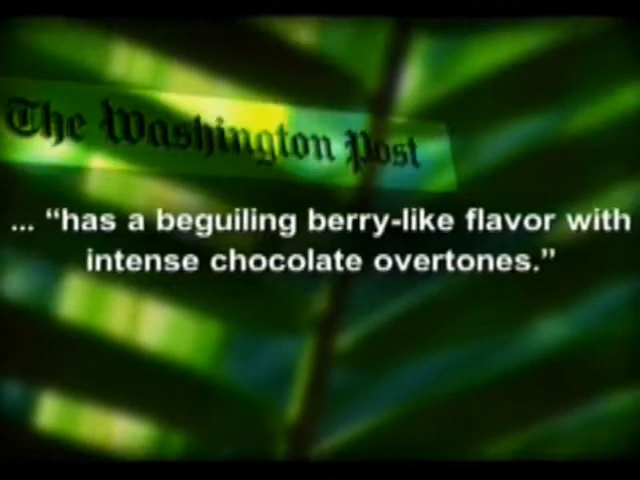 The Washington Post
... “has a beguiling berry-like flavor with
intense chocolate overtones.”